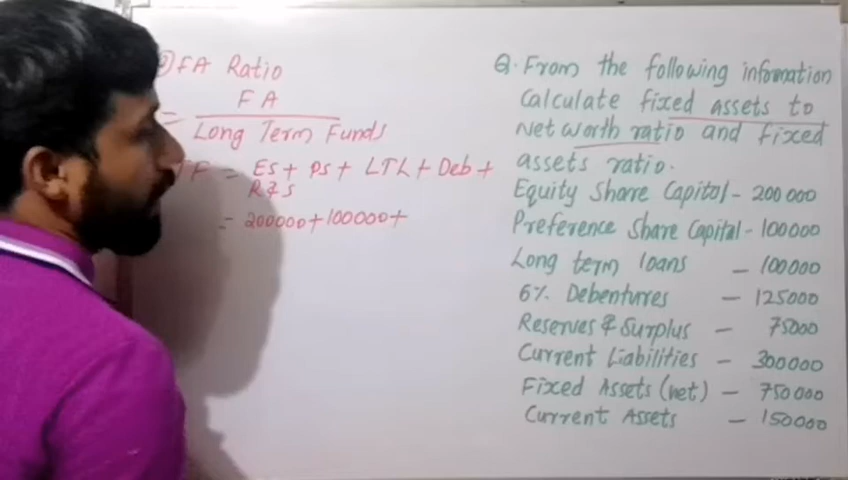 FA Ratio
= FA
Long Term Funds
F = ES + PS + LTL + Deb +
R & S
= 200000 + 100000 +
Q. From the following information
Calculate fixed assets to
Net worth ratio and fixed
assets ratio.
Equity Share Capital - 200000
Preference Share Capital - 100000
Long term loans - 100000
6% Debentures - 125000
Reserves & Surplus - 75000
Current Liabilities - 300000
Fixed Assets (net) - 750000
Current Assets - 150000